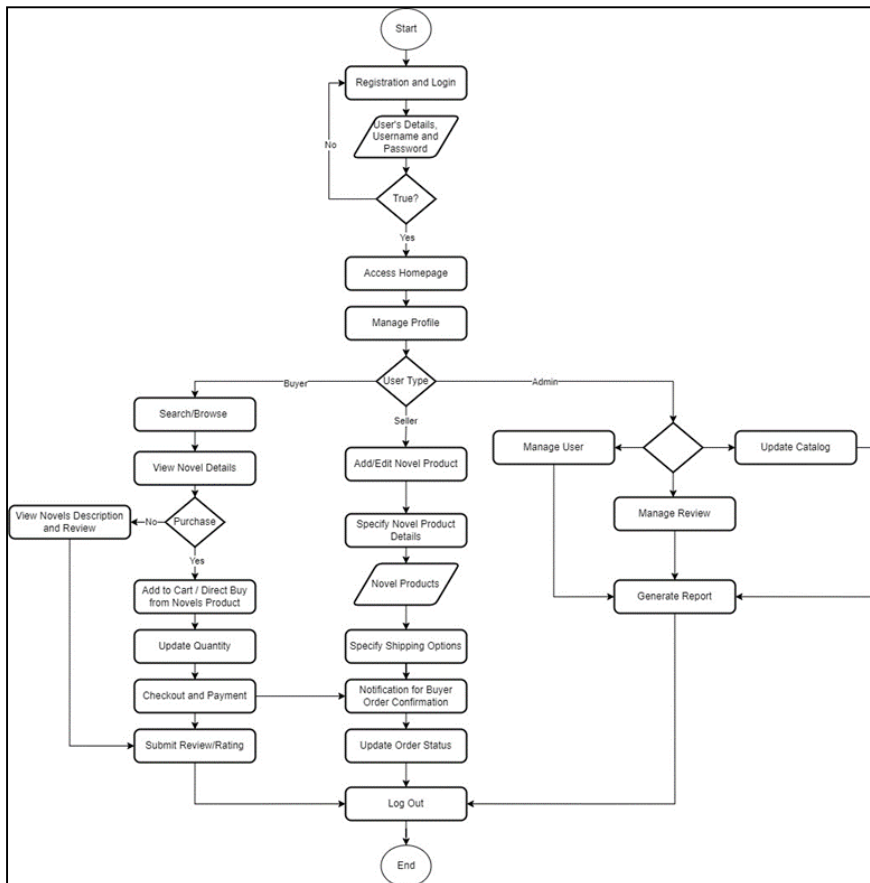 Start
Registration and Login
User's Details,
Username and
Password
No
True?
Yes
Access Homepage
Manage Profile
User Type
Buyer
Seller
Admin
Search/Browse
View Novel Details
Purchase
No
View Novels Description
and Review
Yes
Add to Cart / Direct Buy
from Novels Product
Update Quantity
Checkout and Payment
Submit Review/Rating
Add/Edit Novel Product
Specify Novel Product
Details
Novel Products
Specify Shipping Options
Notification for Buyer
Order Confirmation
Update Order Status
Manage User
Update Catalog
Manage Review
Generate Report
Log Out
End